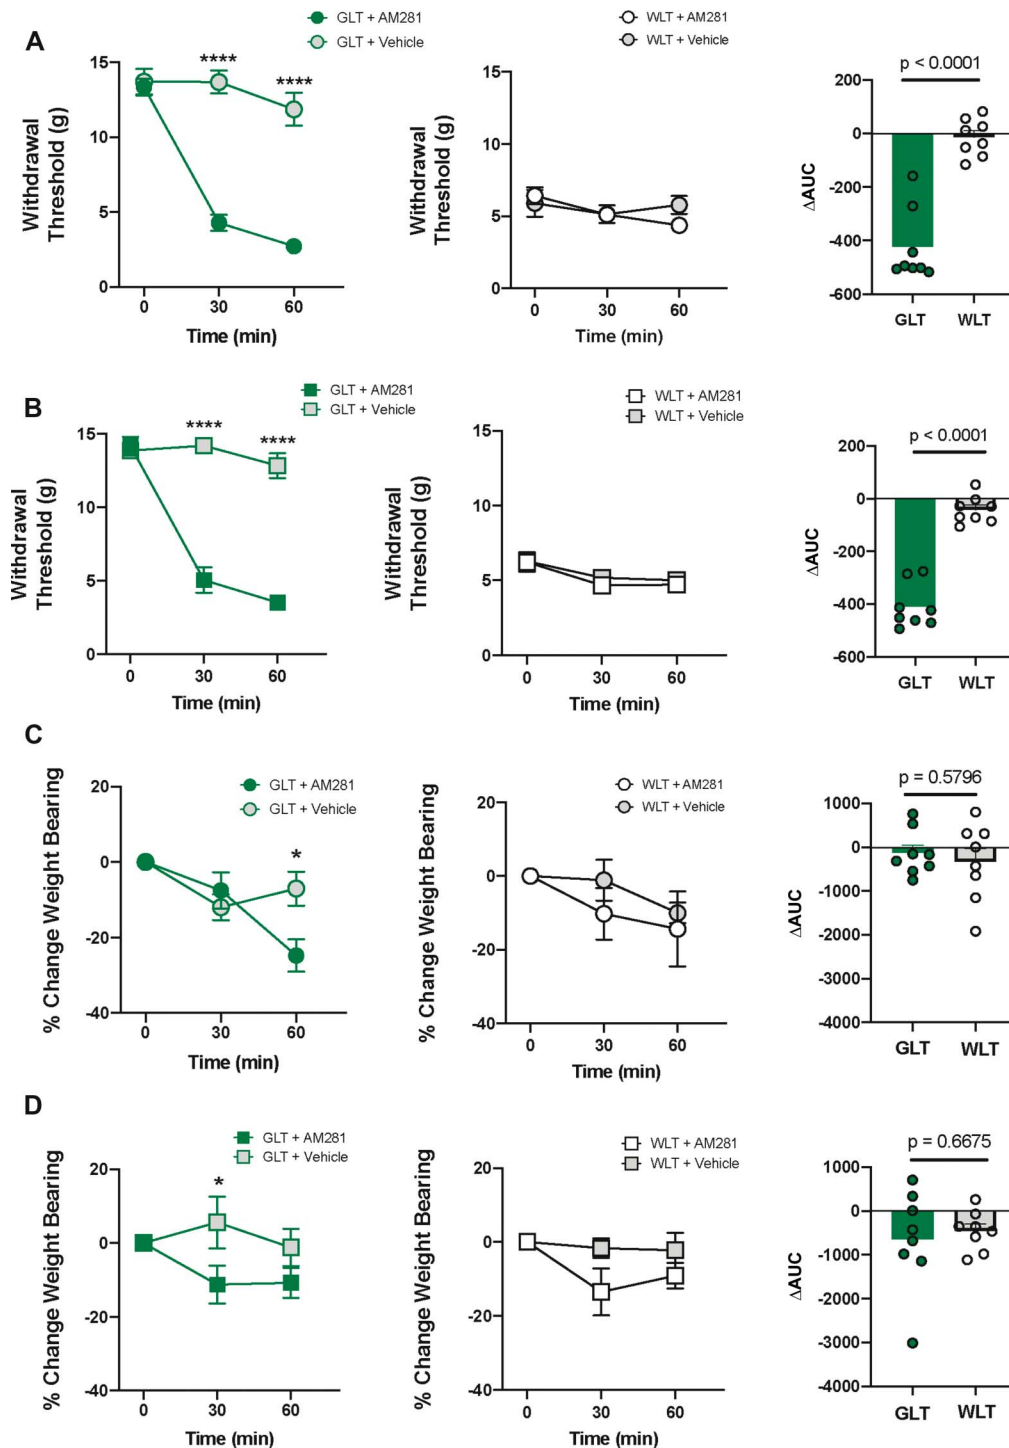 A
GLT + AM281
GLT + Vehicle
Withdrawal
Threshold (g)
15
10
5
0
****
****
0 30 60
Time (min)
WLT + AM281
WLT + Vehicle
Withdrawal
Threshold (g)
15
10
5
0
0 30 60
Time (min)
p < 0.0001
ΔAUC
200
0
-200
-400
-600
GLT WLT
B
GLT + AM281
GLT + Vehicle
Withdrawal
Threshold (g)
15
10
5
0
****
****
0 30 60
Time (min)
WLT + AM281
WLT + Vehicle
Withdrawal
Threshold (g)
15
10
5
0
0 30 60
Time (min)
p < 0.0001
ΔAUC
200
0
-200
-400
-600
GLT WLT
C
GLT + AM281
GLT + Vehicle
% Change Weight Bearing
20
0
-20
-40
*
0 30 60
Time (min)
WLT + AM281
WLT + Vehicle
% Change Weight Bearing
20
0
-20
-40
0 30 60
Time (min)
p = 0.5796
ΔAUC
1000
0
-1000
-2000
-3000
-4000
GLT WLT
D
GLT + AM281
GLT + Vehicle
% Change Weight Bearing
20
0
-20
-40
*
0 30 60
Time (min)
WLT + AM281
WLT + Vehicle
% Change Weight Bearing
20
0
-20
-40
0 30 60
Time (min)
p = 0.6675
ΔAUC
1000
0
-1000
-2000
-3000
-4000
GLT WLT